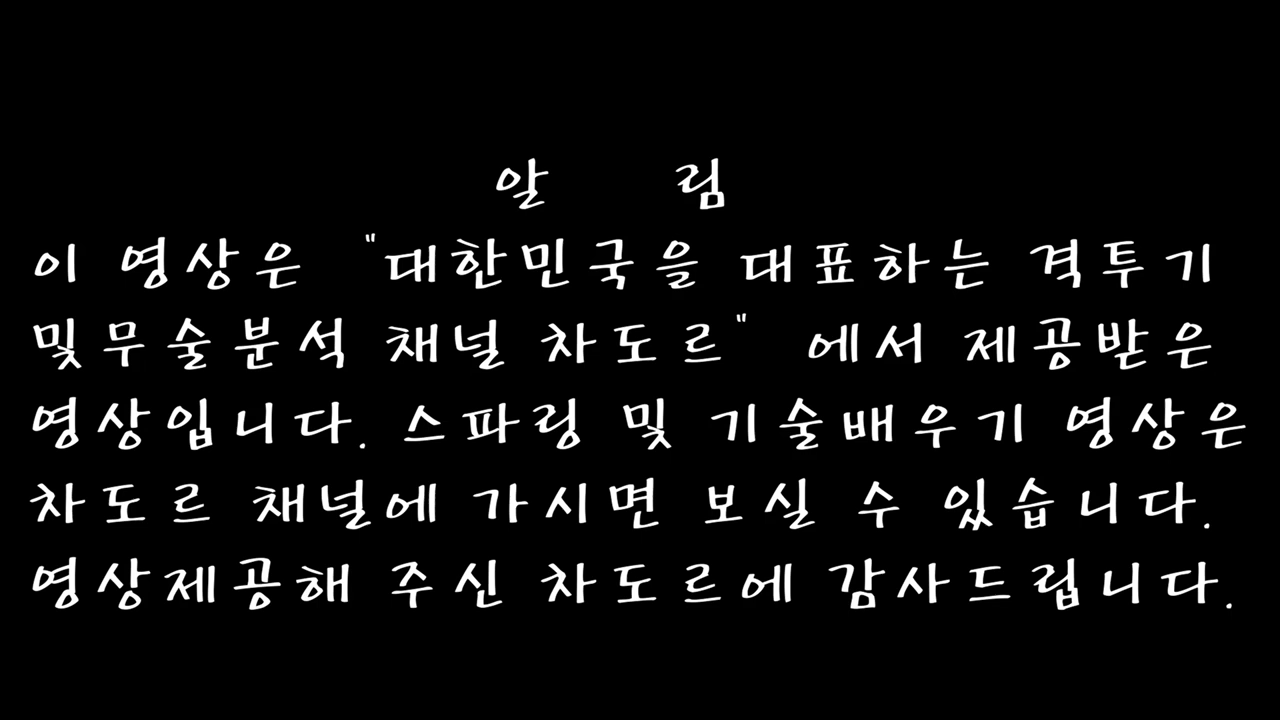 알 림
이 영상은 "대한민국을 대표하는 격투기
및무술분석 채널 차도르" 에서 제공받은
영상입니다. 스파링 및 기술배우기 영상은
차도르 채널에 가시면 보실 수 있습니다.
영상제공해 주신 차도르에 감사드립니다.